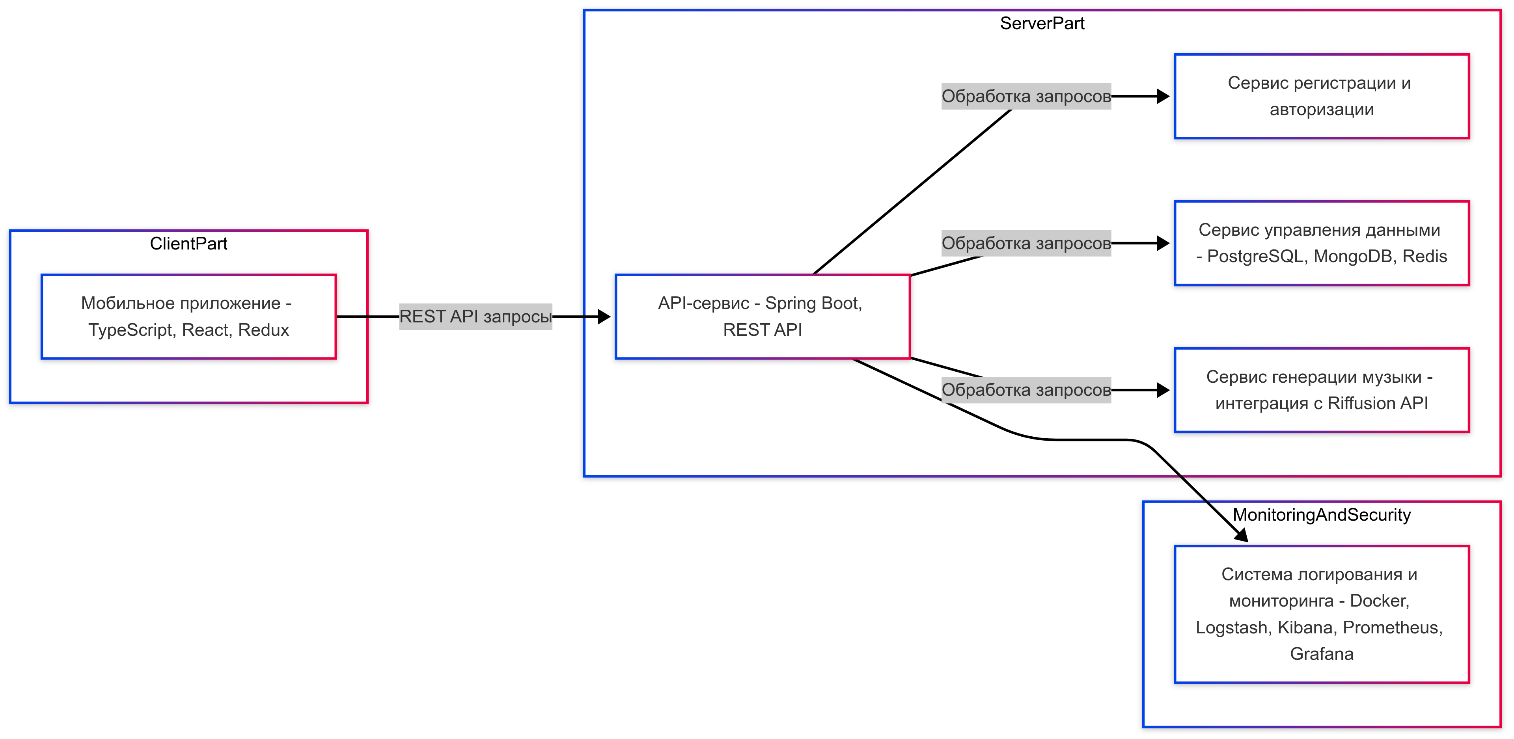 ServerPart
Обработка запросов
Сервис регистрации и
авторизации
Обработка запросов
Сервис управления данными
- PostgreSQL, MongoDB, Redis
ClientPart
Мобильное приложение -
TypeScript, React, Redux
REST API запросы
API-сервис - Spring Boot,
REST API
Обработка запросов
Сервис генерации музыки -
интеграция с Riffusion API
MonitoringAndSecurity
Система логирования и
мониторинга - Docker,
Logstash, Kibana, Prometheus,
Grafana